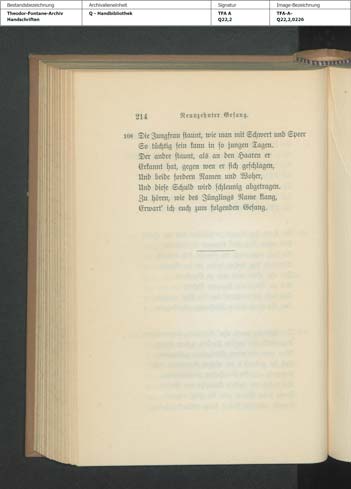 Bestandsbezeichnung
Archivalieneinheit
Signatur
Image-Bezeichnung
Theodor-Fontane-Archiv
Handschriften
Q - Handbibliothek
TFA A
Q22,2
TFA-A-
Q22,2,0226
214 Neunzehnter Gesang.
108 Die Jungfrau staunt, wie man mit Schwert und Speer
So tüchtig sein kann in so jungen Tagen.
Der andre staunt, als an den Haaren er
Erkannt hat, gegen wen er sich geschlagen,
Und beide fordern Namen und Woher,
Und diese Schuld wird schleunig abgetragen.
Zu hören, wie des Jünglings Name klang,
Erwart' ich euch zum folgenden Gesang.